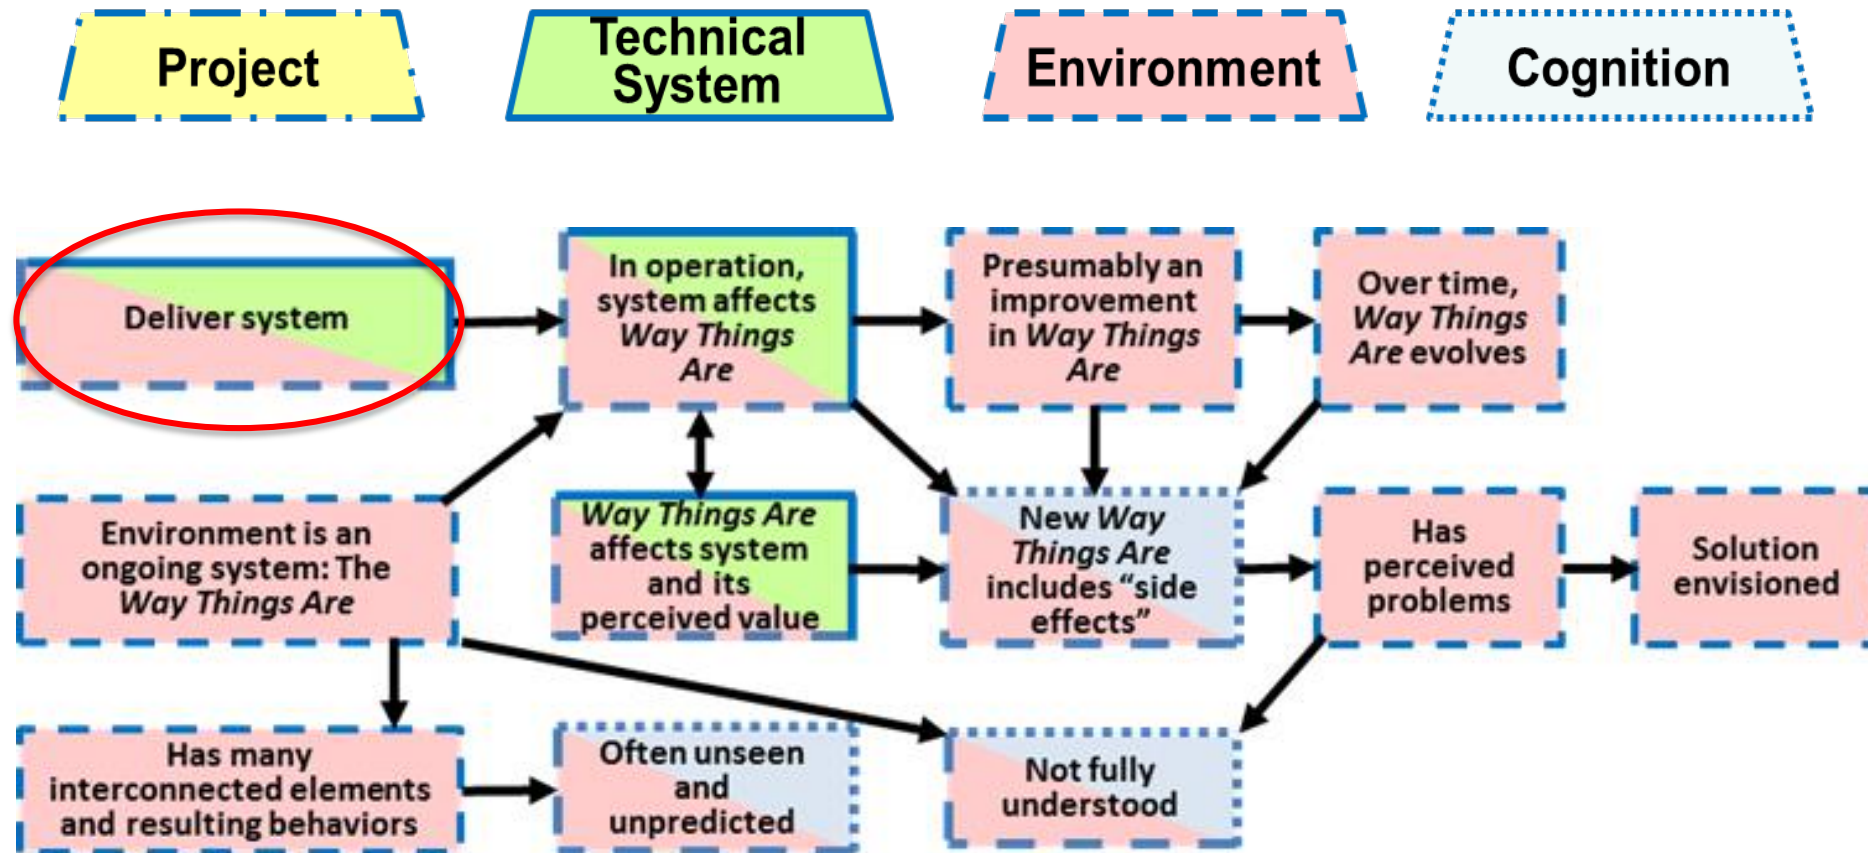 Project
Technical
System
Environment
Cognition
Deliver system
In operation,
system affects
Way Things
Are
Presumably an
improvement
in Way Things
Are
Over time,
Way Things
Are evolves
Environment is an
ongoing system: The
Way Things Are
Way Things Are
affects system
and its
perceived value
New Way
Things Are
includes “side
effects”
Has
perceived
problems
Solution
envisioned
Has many
interconnected elements
and resulting behaviors
Often unseen
and
unpredicted
Not fully
understood